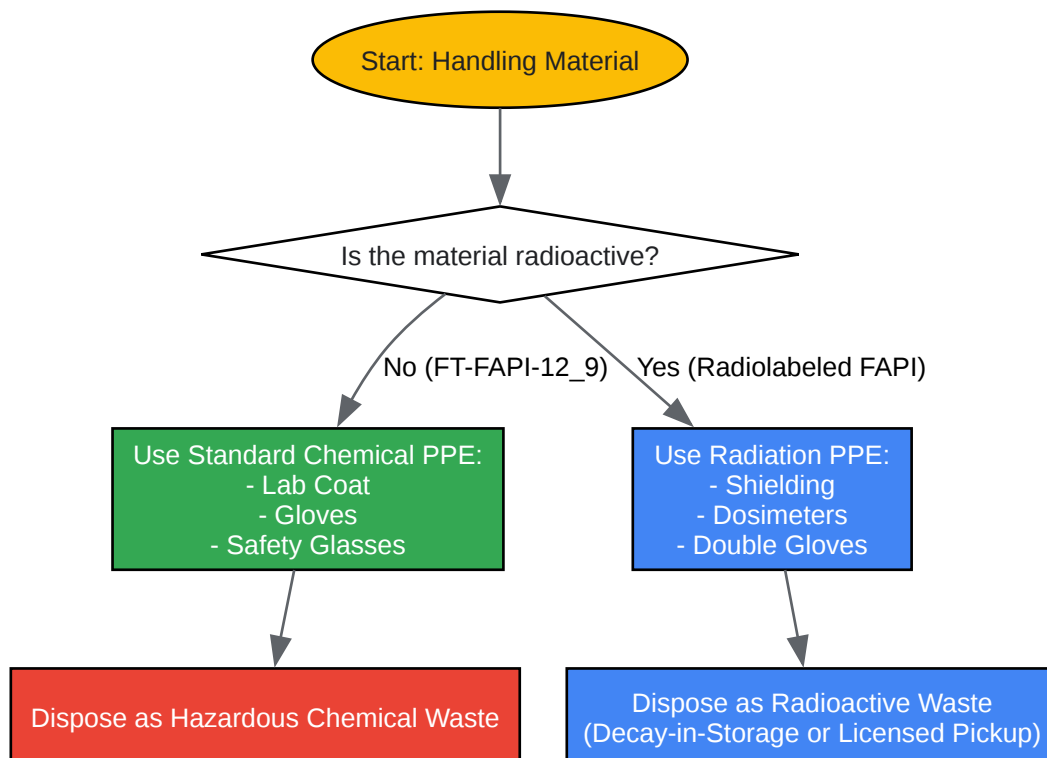 Start: Handling Material
Is the material radioactive?
No (FT-FAPI-12_9)
Yes (Radiolabeled FAPI)
Use Standard Chemical PPE:
- Lab Coat
- Gloves
- Safety Glasses
Use Radiation PPE:
- Shielding
- Dosimeters
- Double Gloves
Dispose as Hazardous Chemical Waste
Dispose as Radioactive Waste
(Decay-in-Storage or Licensed Pickup)